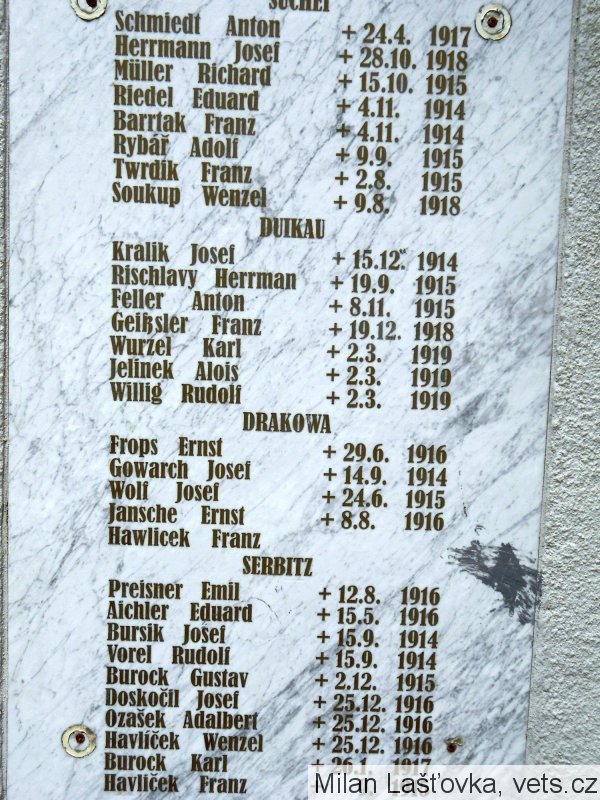 SUCHEI
Schmiedt Anton + 24.4. 1917
Herrmann Josef + 28.10. 1918
Müller Richard + 15.10. 1915
Riedel Eduard + 4.11. 1914
Barrtak Franz + 4.11. 1914
Rybář Adolf + 9.9. 1915
Twrdik Franz + 2.8. 1915
Soukup Wenzel + 9.8. 1918
DUIKAU
Kralik Josef + 15.12. 1914
Rischlavy Herrman + 19.9. 1915
Feller Anton + 8.11. 1915
Geißsler Franz + 19.12. 1918
Wurzel Karl + 2.3. 1919
Jelinek Alois + 2.3. 1919
Willig Rudolf + 2.3. 1919
DRAKOWA
Frops Ernst + 29.6. 1916
Gowarch Josef + 14.9. 1914
Wolf Josef + 24.6. 1915
Jansche Ernst + 8.8. 1916
Hawlicek Franz
SERBITZ
Preisner Emil + 12.8. 1916
Aichler Eduard + 15.5. 1916
Bursik Josef + 15.9. 1914
Vorel Rudolf + 15.9. 1914
Burock Gustav + 2.12. 1915
Doskočil Josef + 25.12. 1916
Ozašek Adalbert + 25.12. 1916
Havlíček Wenzel + 25.12. 1916
Burock Karl + 26.1. 1917
Havliček Franz
Milan Lašťovka, vets.cz